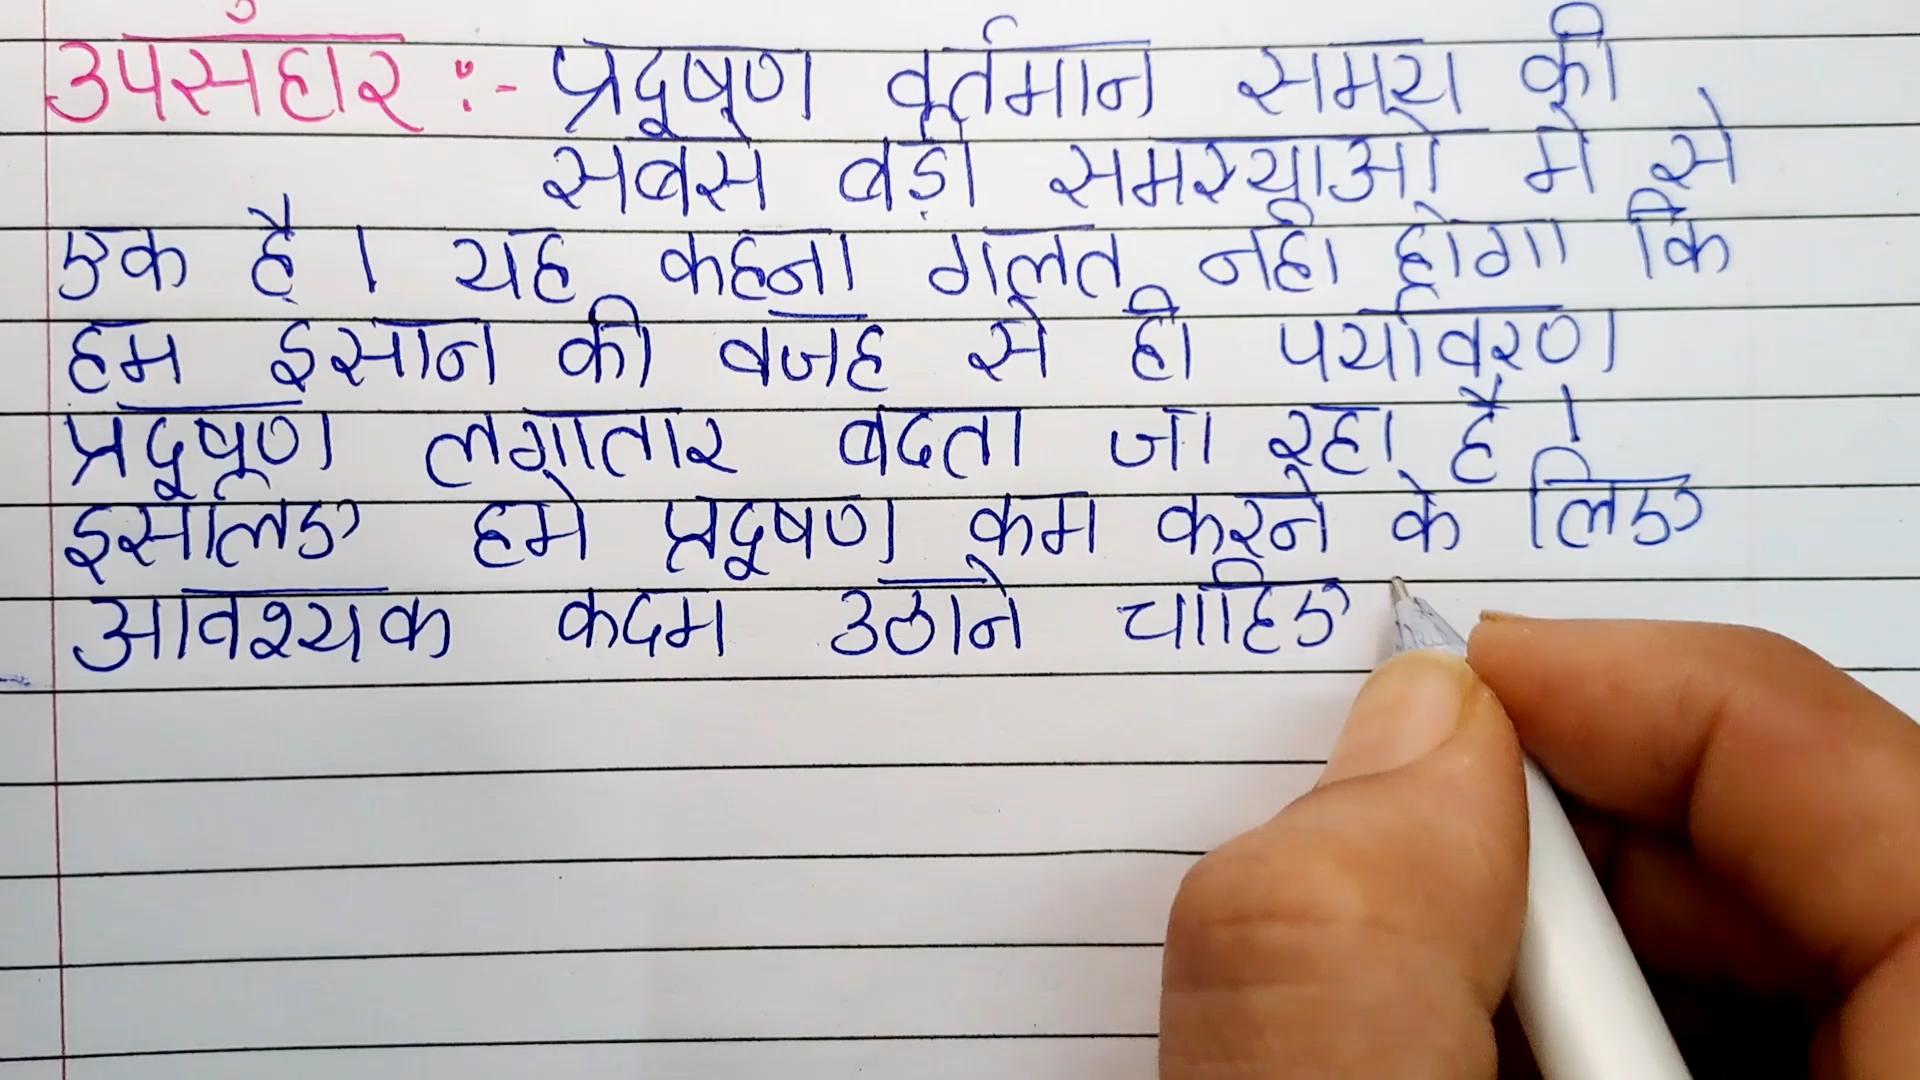 उपसंहार :- प्रदूषण वर्तमान समय की
सबसे बड़ी समस्याओ मे से
एक है । यह कहना गलत नही होगा कि
हम इंसान की वजह से ही पर्यावरण
प्रदूषण लगातार बढता जा रहा है ।
इसलिए हमे प्रदूषण कम करने के लिए
आवश्यक कदम उठाने चाहिए